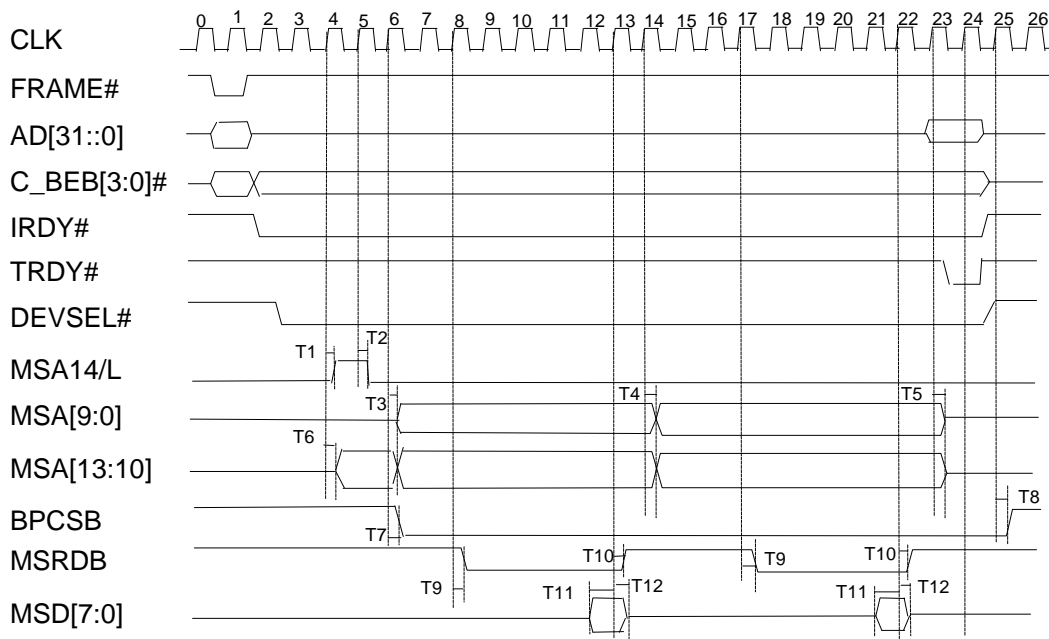 0 1 2 3 4 5 6 7 8 9 10 11 12 13 14 15 16 17 18 19 20 21 22 23 24 25 26
CLK
FRAME#
AD[31::0]
C_BEB[3:0]#
IRDY#
TRDY#
DEVSEL#
T1 T2
MSA14/L
T3 T4 T5
MSA[9:0]
T6
MSA[13:10]
T8
BPCSB
T7
MSRDB T10 T9 T10
T9 T11 T12 T11 T12
MSD[7:0]